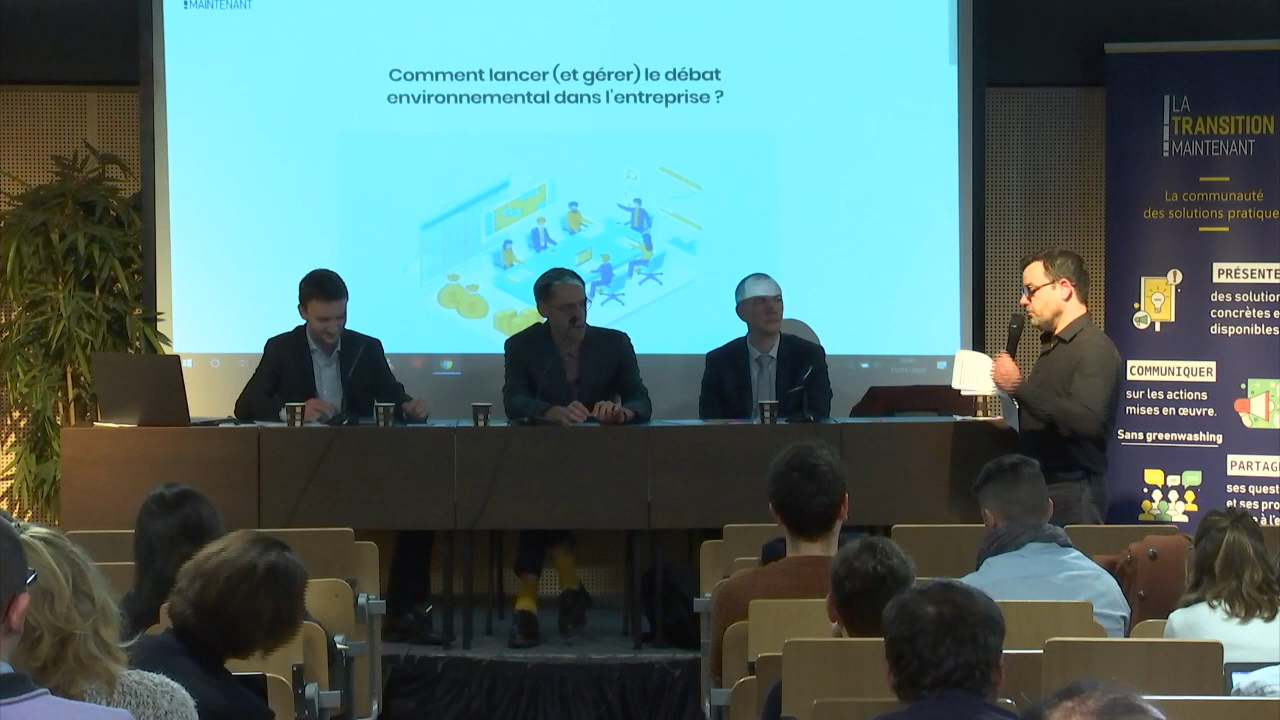 MAINTENANT
Comment lancer (et gérer) le débat
environnemental dans l'entreprise ?
LA
TRANSITION
MAINTENANT
La communauté
des solutions pratique
PRÉSENTE
des solution
concrètes e
disponibles
COMMUNIQUER
sur les actions
mises en œuvre.
Sans greenwashing
PARTAG
ses quest
et ses pro